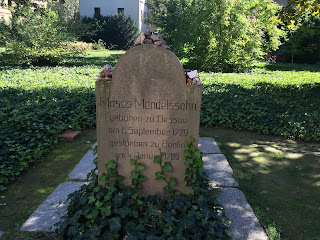 Moses Mendelssohn
geboren zu Dessau
am 6. September 1729
gestorben zu Berlin
am 4. Januar 1786